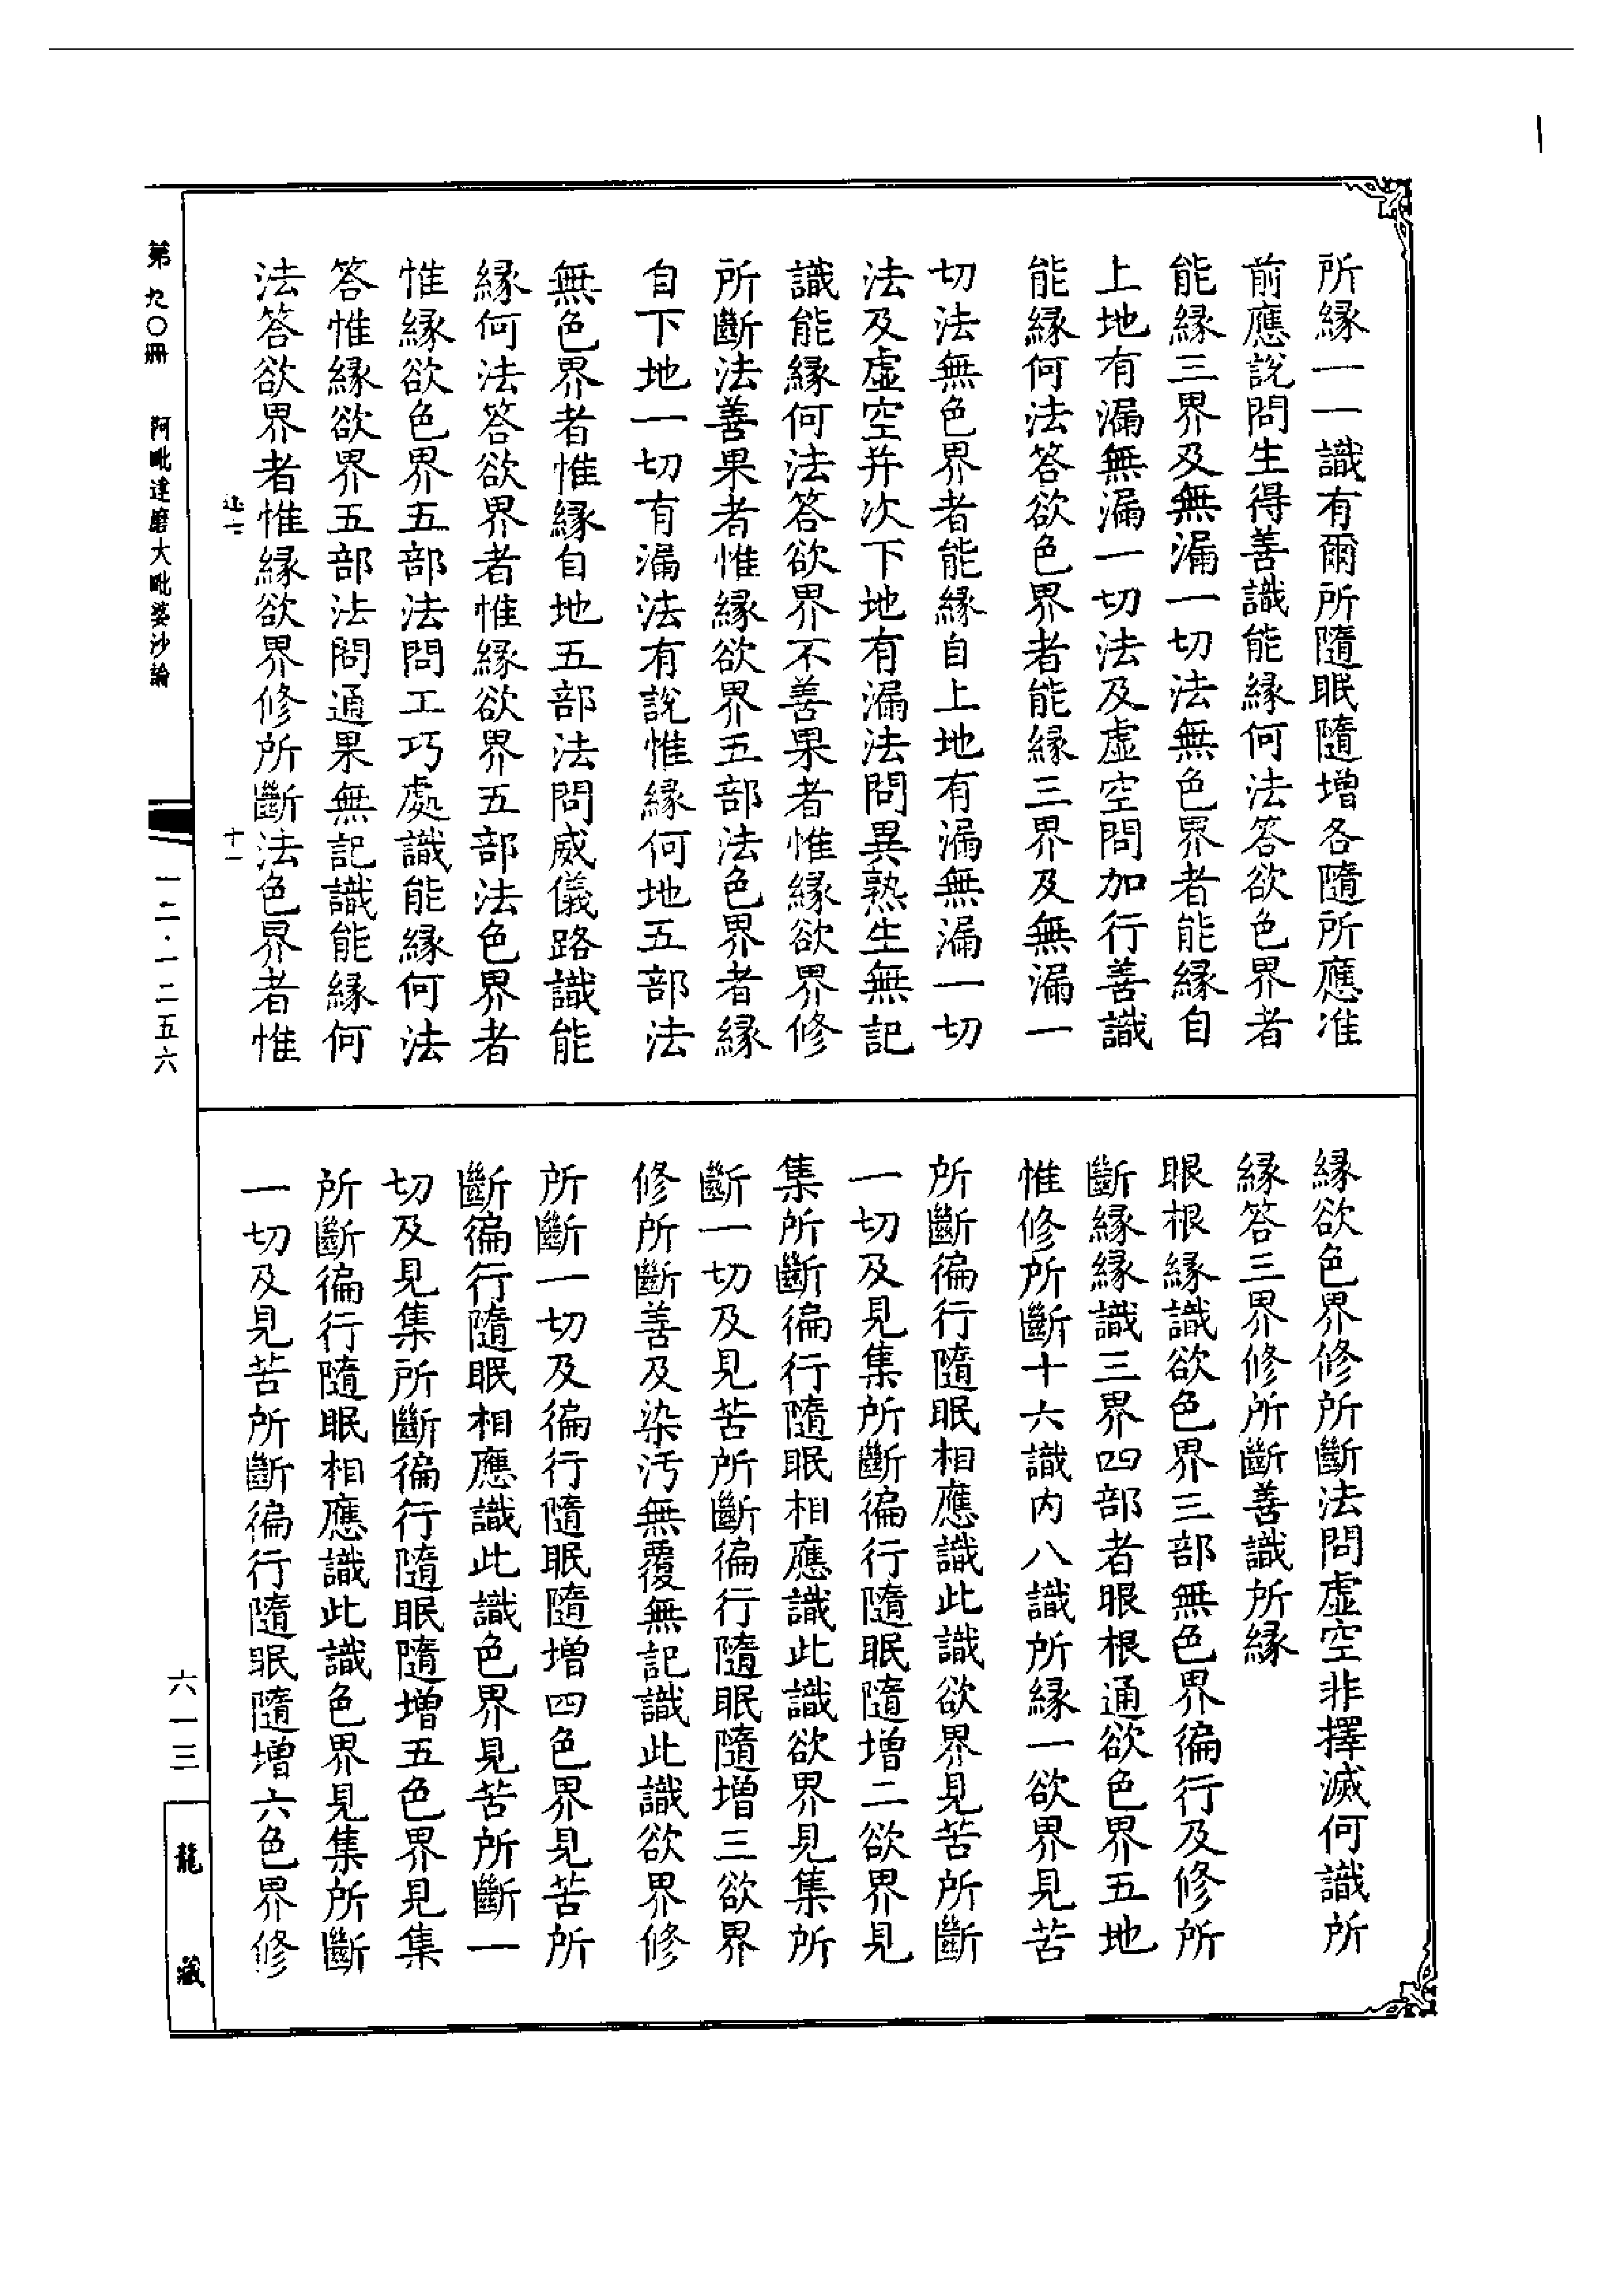 所緣一一識有爾所隨眠隨增各隨所應准
前應說問生得善識能緣何法答欲色界者
能緣三界及無漏一切法無色界者能緣自
上地有漏無漏一切法及虛空問加行善識
能緣何法答欲色界者能緣三界及無漏一
切法無色界者能緣自上地有漏無漏一切
法及虛空并次下地有漏法問異熟生無記
識能緣何法答欲界不善果者惟緣欲界修
所斷法善果者惟緣欲界五部法色界者緣
自下地一切有漏法有說惟緣何地五部法
無色界者惟緣自地五部法問威儀路識能
緣何法答欲界者惟緣欲界五部法色界者
惟緣欲色界五部法問工巧處識能緣何法
答惟緣欲界五部法問通果無記識能緣何
法答欲界者惟緣欲界修所斷法色界者惟
十一
緣欲色界修所斷法問虛空非擇滅何識所
緣答三界修所斷善識所緣
眼根緣識欲色界三部無色界徧行及修所
斷緣緣識三界四部者眼根通欲色界五地
惟修所斷十六識內八識所緣一欲界見苦
所斷徧行隨眠相應識此識欲界見苦所斷
一切及見集所斷徧行隨眠隨增二欲界見
集所斷徧行隨眠相應識此識欲界見集所
斷一切及見苦所斷徧行隨眠隨增三欲界
修所斷善及染污無覆無記識此識欲界修
所斷一切及徧行隨眠隨增四色界見苦所
斷徧行隨眠相應識此識色界見苦所斷一
切及見集所斷徧行隨眠隨增五色界見集
所斷徧行隨眠相應識此識色界見集所斷
一切及見苦所斷徧行隨眠隨增六色界修
第九〇冊 阿毗達磨大毗婆沙論
一二·一二五六
六一三
龍藏